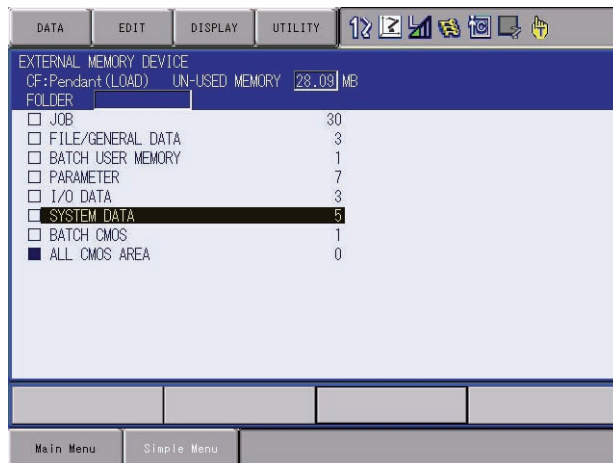 DATA EDIT DISPLAY UTILITY
EXTERNAL MEMORY DEVICE
CF:Pendant(LOAD) UN-USED MEMORY 28.09 MB
FOLDER
JOB 30
FILE/GENERAL DATA 3
BATCH USER MEMORY 1
PARAMETER 7
I/O DATA 3
SYSTEM DATA 5
BATCH CMOS 1
ALL CMOS AREA 0
Main Menu Simple Menu